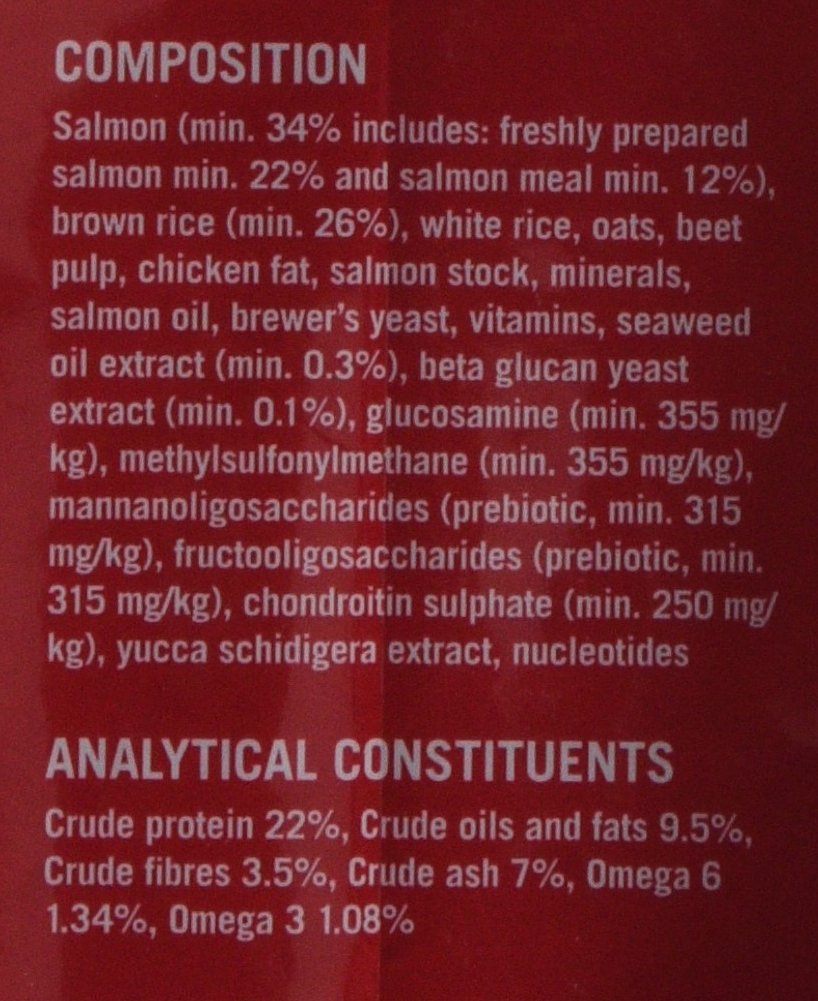 COMPOSITION
Salmon (min. 34% includes: freshly prepared
salmon min. 22% and salmon meal min. 12%),
brown rice (min. 26%), white rice, oats, beet
pulp, chicken fat, salmon stock, minerals,
salmon oil, brewer's yeast, vitamins, seaweed
oil extract (min. 0.3%), beta glucan yeast
extract (min. 0.1%), glucosamine (min. 355 mg/
kg), methylsulfonylmethane (min. 355 mg/kg),
mannanoligosaccharides (prebiotic, min. 315
mg/kg), fructooligosaccharides (prebiotic, min.
315 mg/kg), chondroitin sulphate (min. 250 mg/
kg), yucca schidigera extract, nucleotides
ANALYTICAL CONSTITUENTS
Crude protein 22%, Crude oils and fats 9.5%,
Crude fibres 3.5%, Crude ash 7%, Omega 6
1.34%, Omega 3 1.08%